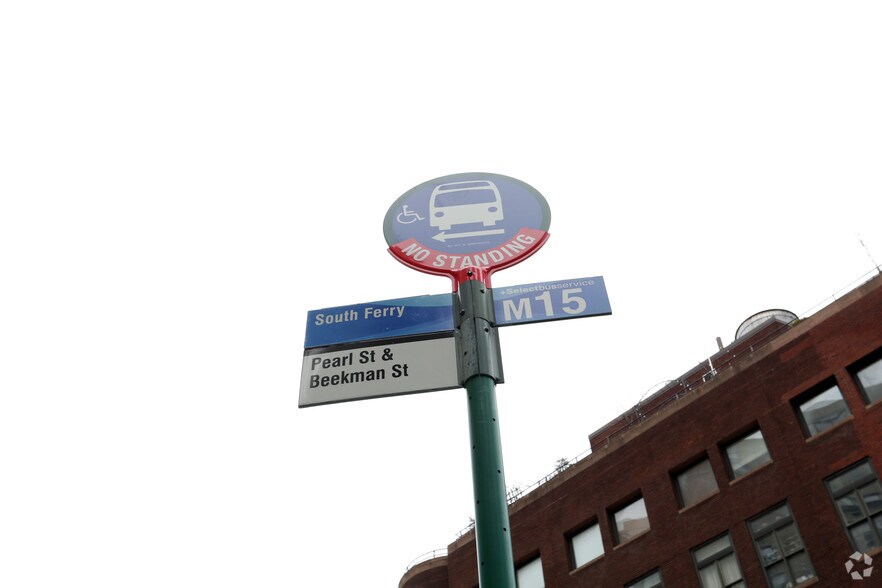 NO STANDING
+Selectbusservice
M15
South Ferry
Pearl St &
Beekman St